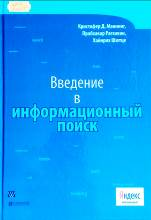 Кристофер Д. Маннинг,
Прабхакар Рагхаван,
Хайнрих Шютце
Введение
в
информационный
поиск
Яндекс